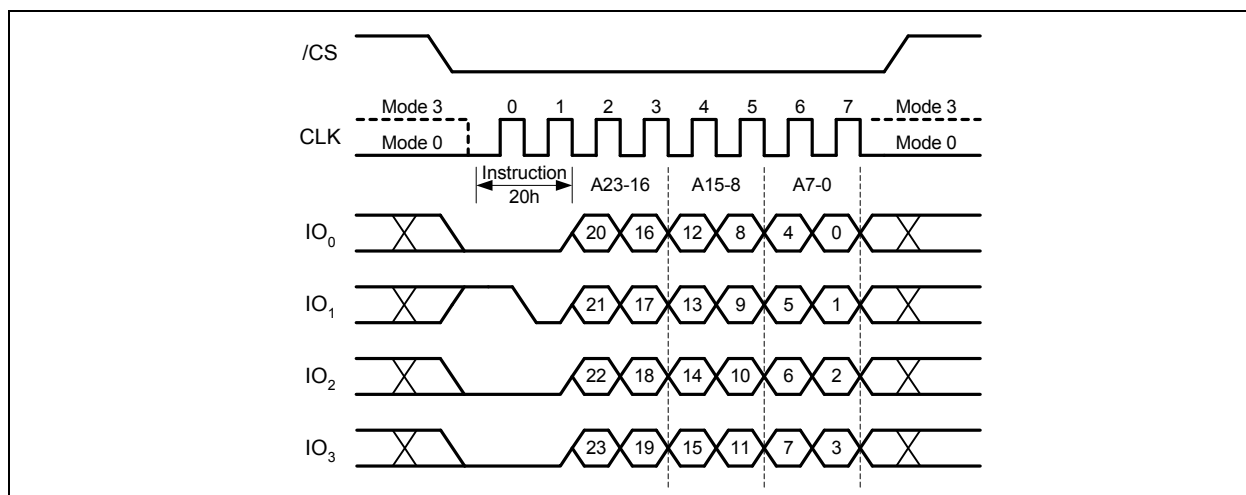 /CS
Mode 3 0 1 2 3 4 5 6 7 Mode 3
CLK
Mode 0 Mode 0
Instruction
20h
A23-16 A15-8 A7-0
IO0 20 16 12 8 4 0
IO1 21 17 13 9 5 1
IO2 22 18 14 10 6 2
IO3 23 19 15 11 7 3